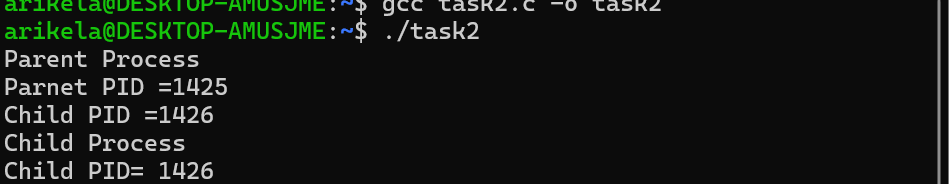 arikela@DESKTOP-AMUSJME:~$ gcc task2.c -o task2
arikela@DESKTOP-AMUSJME:~$ ./task2
Parent Process
Parnet PID =1425
Child PID =1426
Child Process
Child PID= 1426